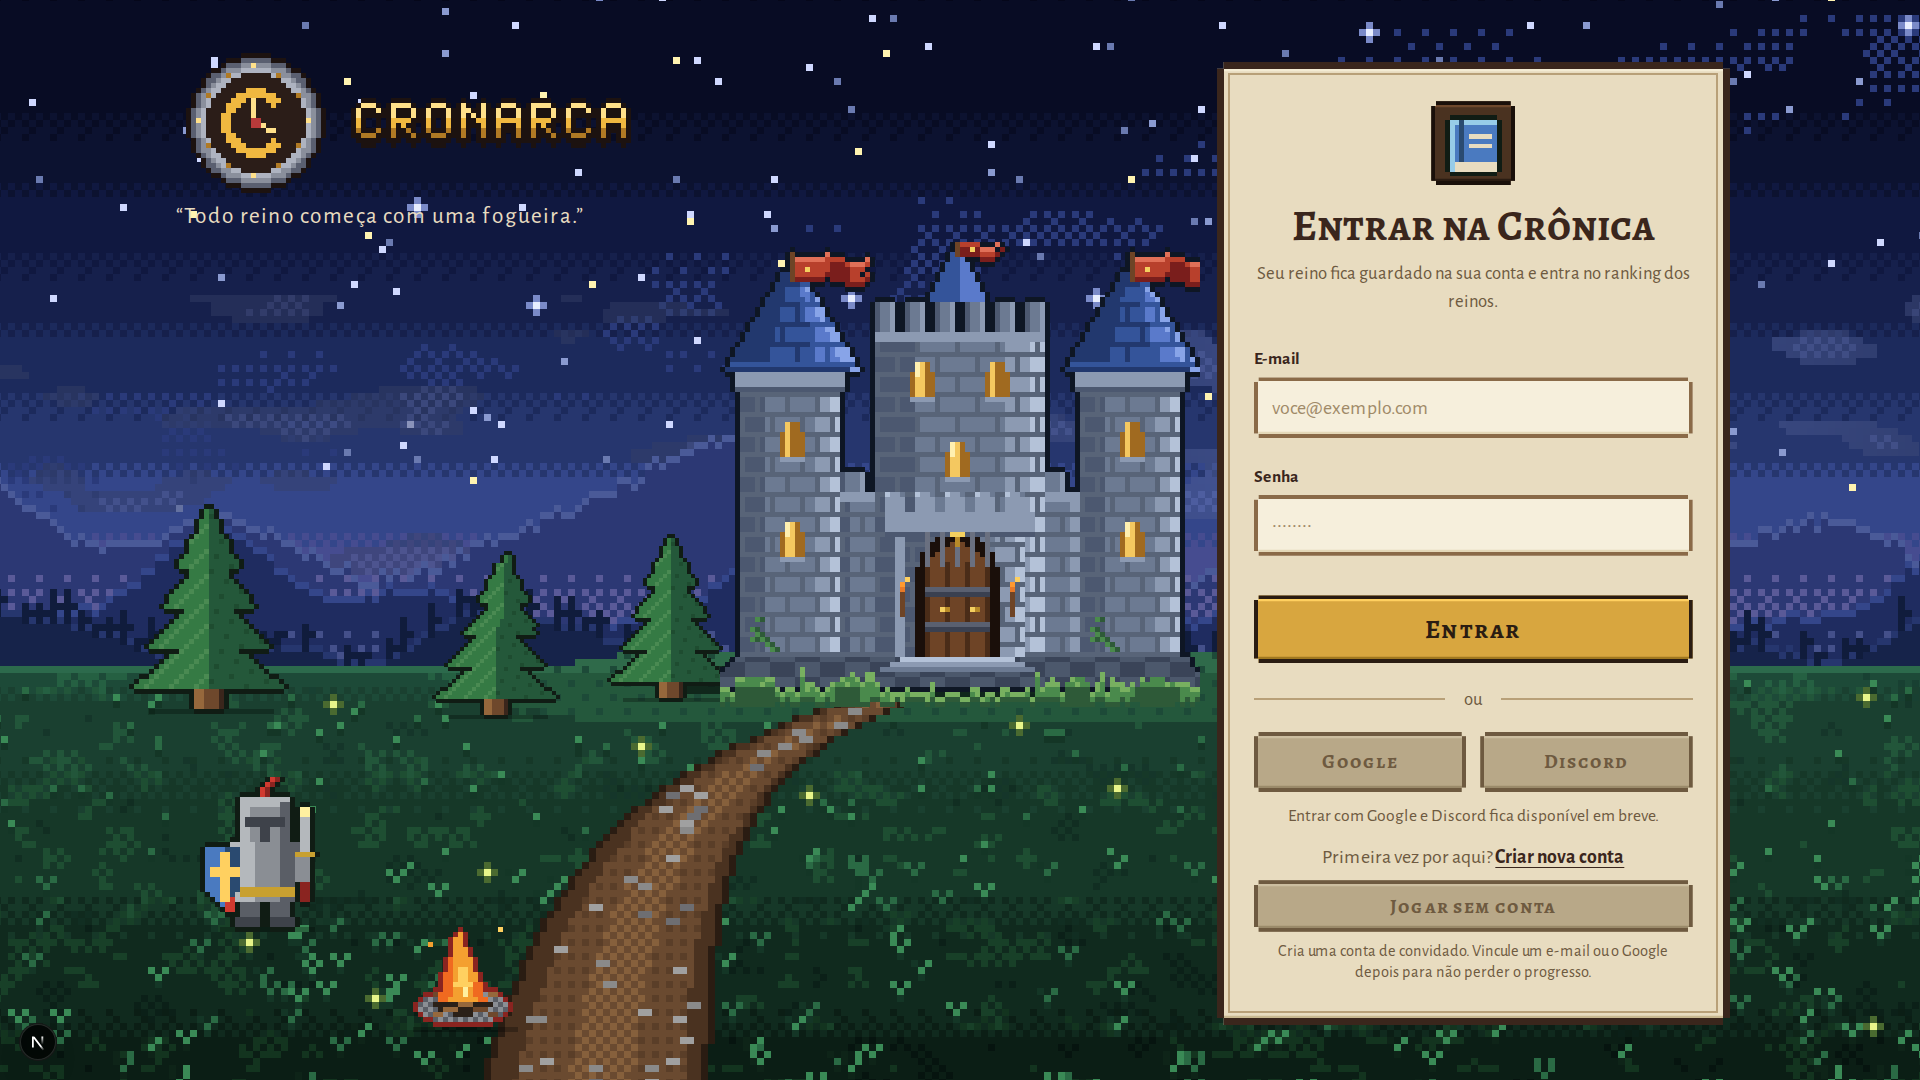 CRONARCA
“Todo reino começa com uma fogueira.”
Entrar na Crônica
Seu reino fica guardado na sua conta e entra no ranking dos
reinos.
E-mail
voce@exemplo.com
Senha
........
Entrar
ou
Google
Discord
Entrar com Google e Discord fica disponível em breve.
Primeira vez por aqui? Criar nova conta
Jogar sem conta
Cria uma conta de convidado. Vincule um e-mail ou o Google
depois para não perder o progresso.
N